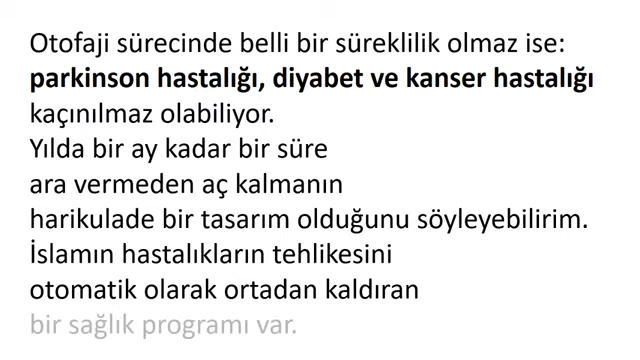 Otofaji sürecinde belli bir süreklilik olmaz ise:
parkinson hastalığı, diyabet ve kanser hastalığı
kaçınılmaz olabiliyor.
Yılda bir ay kadar bir süre
ara vermeden aç kalmanın
harikulade bir tasarım olduğunu söyleyebilirim.
İslamın hastalıkların tehlikesini
otomatik olarak ortadan kaldıran
bir sağlık programı var.